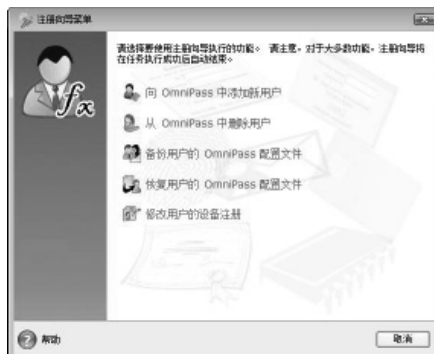 注册向导菜单
请选择要使用注册向导执行的功能。 请注意。对于大多数功能。注册向导将
在任务执行成功后自动结束。
fx
向 OmniPass 中添加新用户
从 OmniPass 中删除用户
备份用户的 OmniPass 配置文件
恢复用户的 OmniPass 配置文件
修改用户的设备注册
帮助
取消